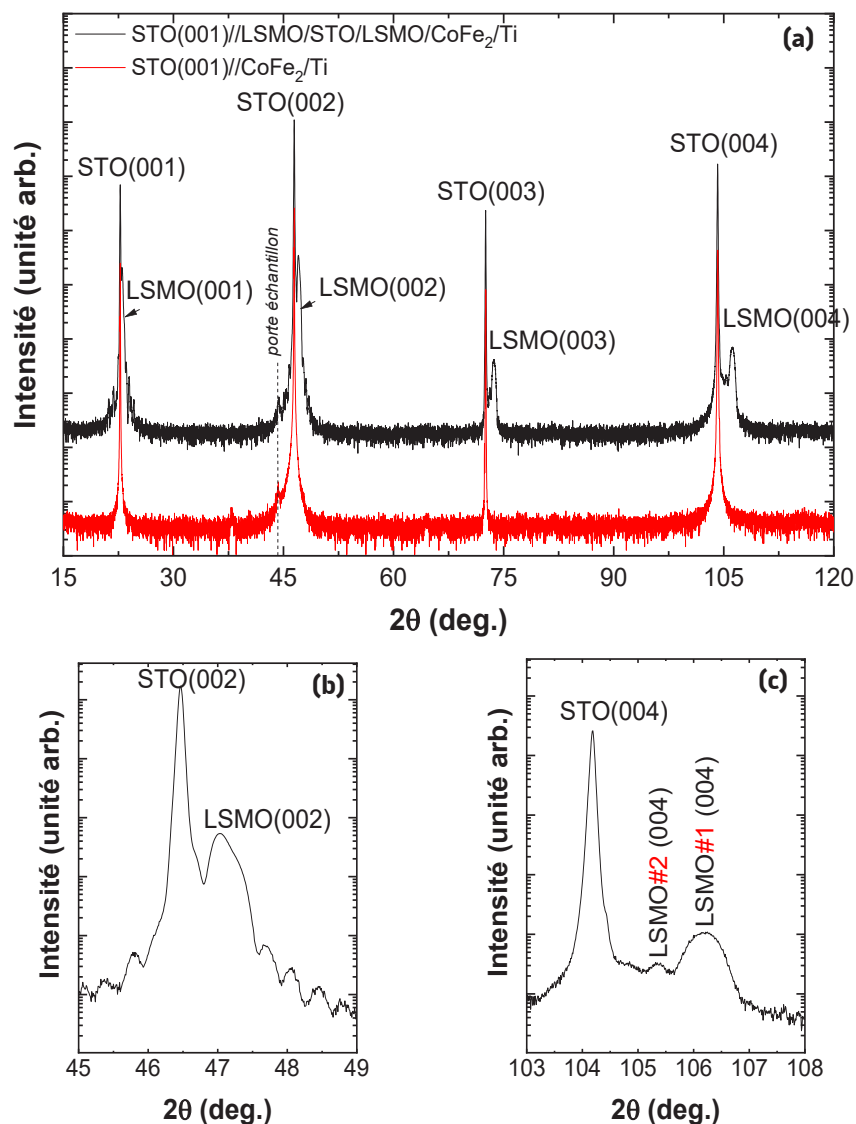 STO(001)//LSMO/STO/LSMO/CoFe₂/Ti
(a)
STO(001)//CoFe₂/Ti
STO(002)
STO(001)
STO(003)
STO(004)
LSMO(001)
porte échantillon
LSMO(002)
LSMO(003)
LSMO(004)
Intensité (unité arb.)
15 30 45 60 75 90 105 120
2θ (deg.)
STO(002)
(b)
LSMO(002)
Intensité (unité arb.)
45 46 47 48 49
2θ (deg.)
(c)
STO(004)
LSMO#2 (004)
LSMO#1 (004)
Intensité (unité arb.)
103 104 105 106 107 108
2θ (deg.)